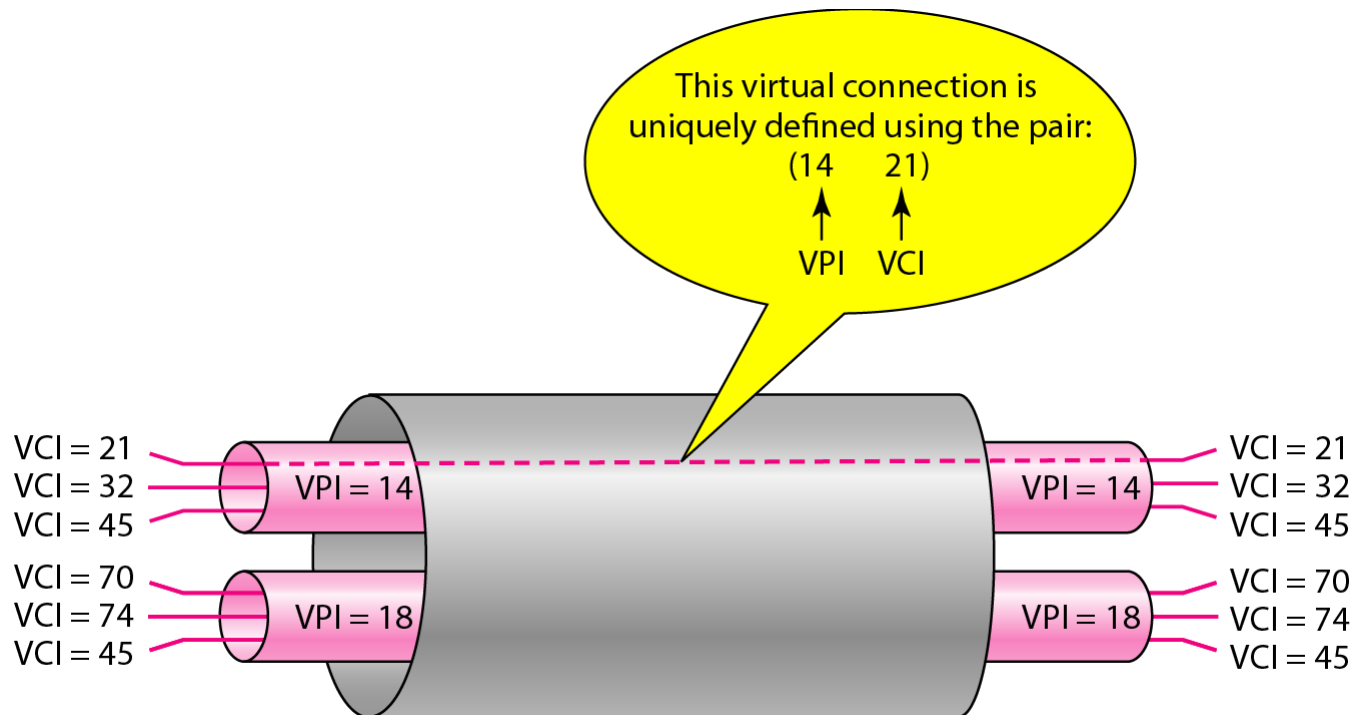 This virtual connection is
uniquely defined using the pair:
(14 21)
VPI VCI
VCI = 21
VCI = 32
VCI = 45
VPI = 14
VPI = 14
VCI = 21
VCI = 32
VCI = 45
VCI = 70
VCI = 74
VCI = 45
VPI = 18
VPI = 18
VCI = 70
VCI = 74
VCI = 45